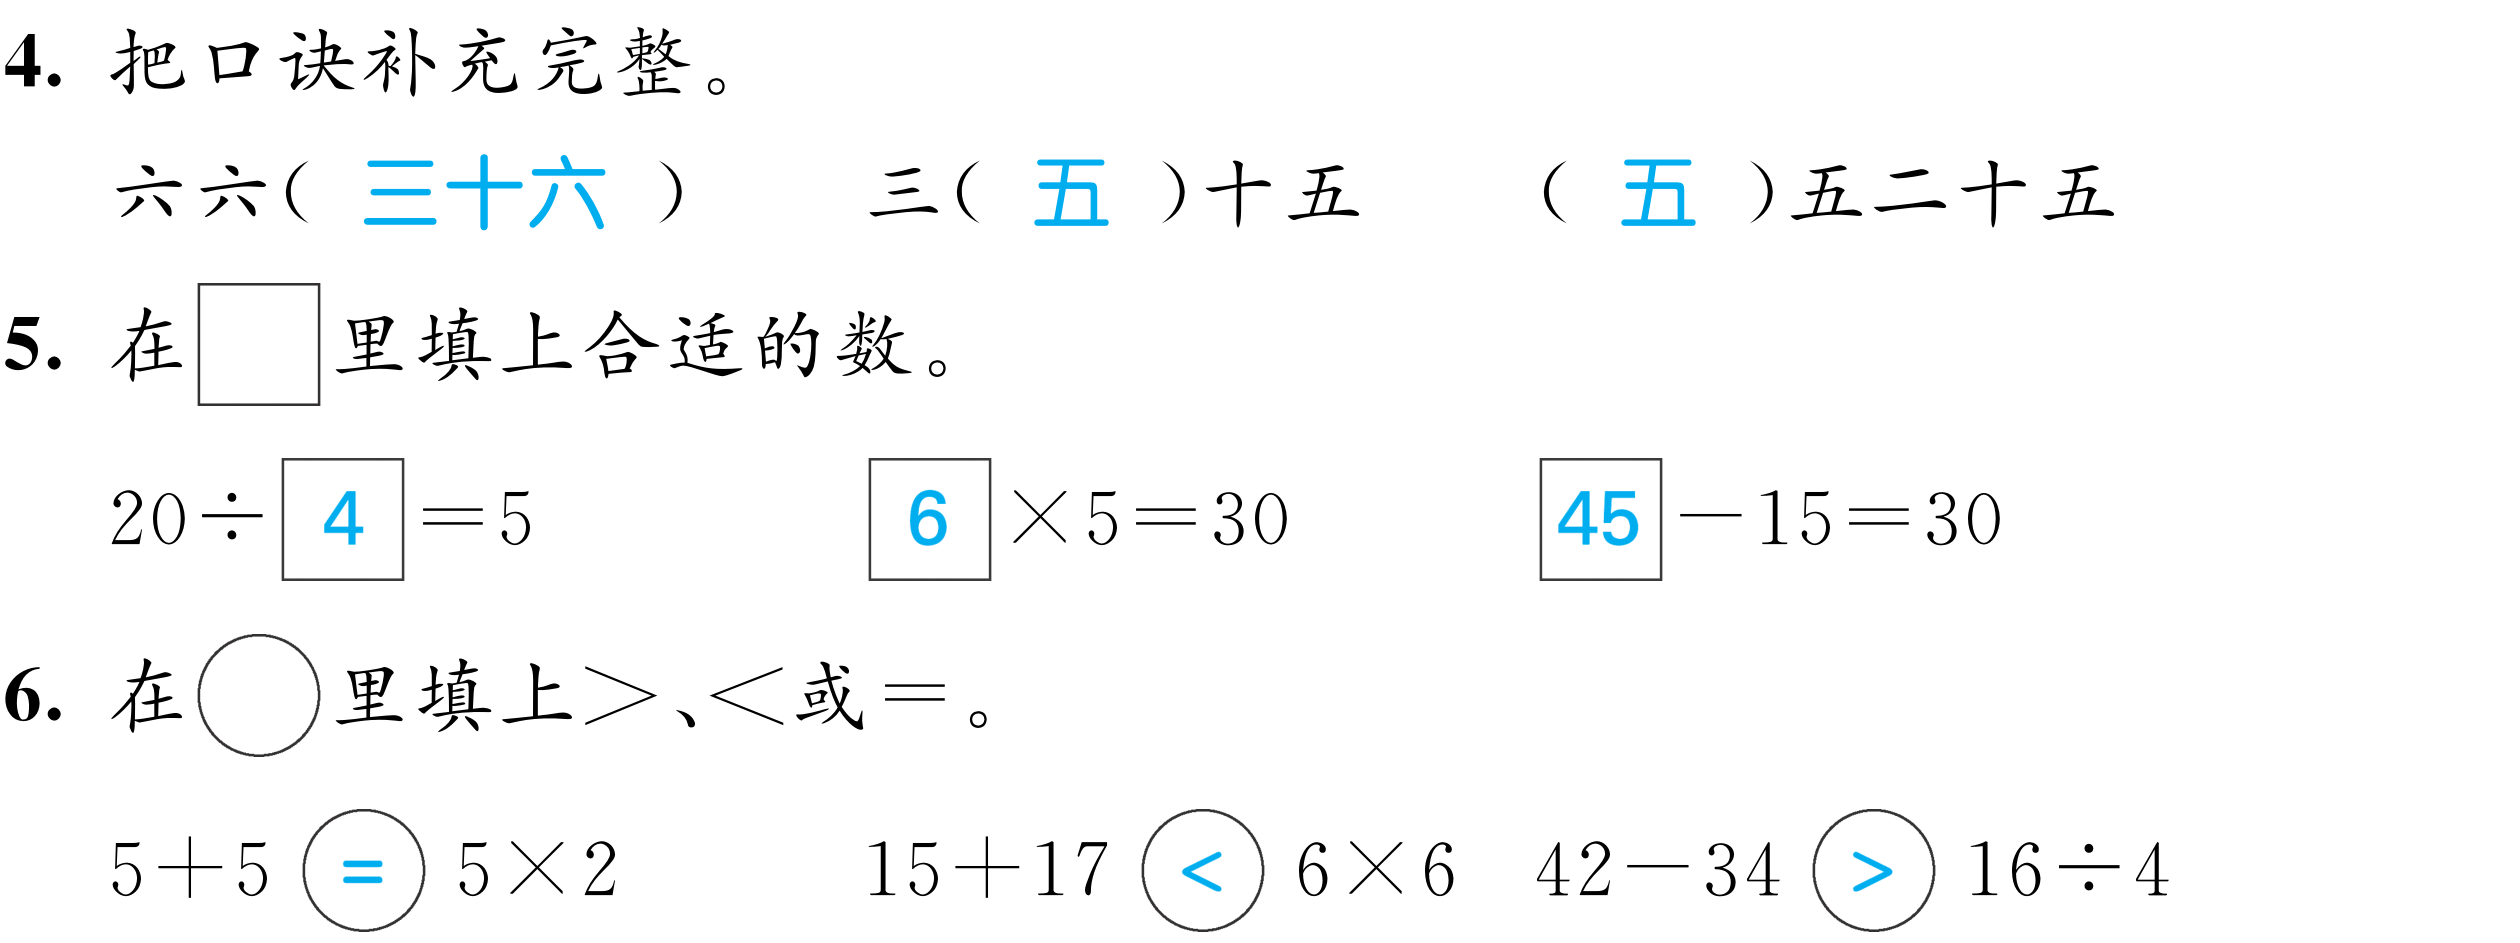 4. 把口诀补充完整。
六六（三十六） 三（五）十五 （五）五二十五
5. 在□里填上合适的数。
20÷4=5 6×5=30 45-15=30
6. 在○里填上＞、＜或＝。
5+5=5×2 15+17<6×6 42-34>16÷4